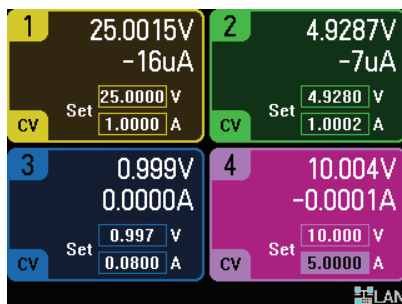 1 25.0015V
-16uA
Set 25.0000 V
1.0000 A
CV
2 4.9287V
-7uA
Set 4.9280 V
1.0002 A
CV
3 0.999V
0.0000A
Set 0.997 V
0.0800 A
CV
4 10.004V
-0.0001A
Set 10.000 V
5.0000 A
CV
LAN